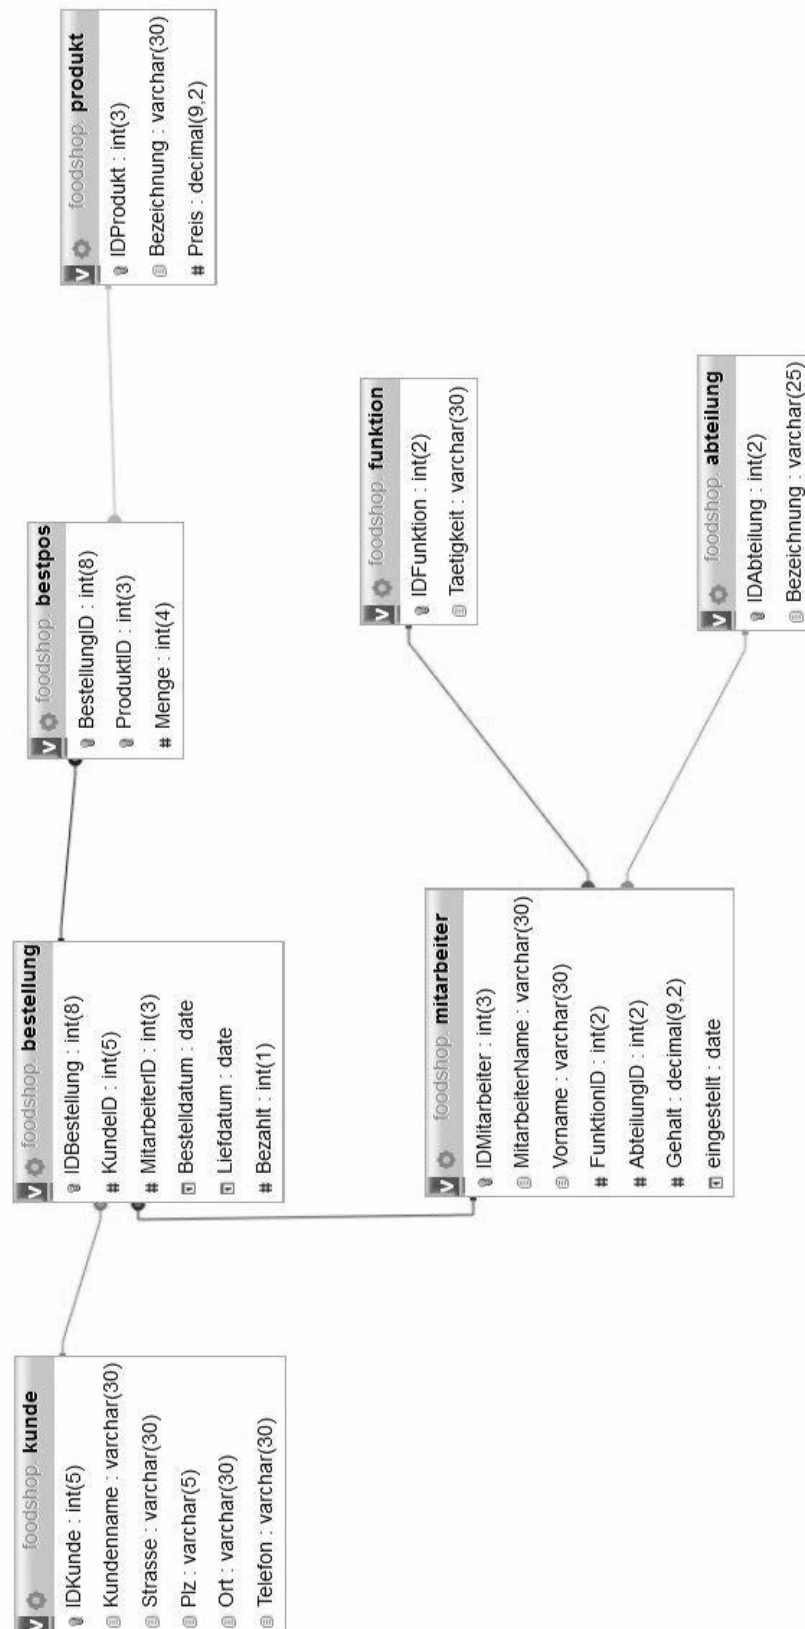 foodshop kunde
IDKunde : int(5)
Kundenname : varchar(30)
Strasse : varchar(30)
Plz : varchar(5)
Ort : varchar(30)
Telefon : varchar(30)
foodshop bestellung
IDBestellung : int(8)
# KundeID : int(5)
# MitarbeiterID : int(3)
Bestelldatum : date
Liefdatum : date
# Bezahlt : int(1)
foodshop bestpos
BestellungID : int(8)
ProduktID : int(3)
# Menge : int(4)
foodshop produkt
IDProdukt : int(3)
Bezeichnung : varchar(30)
# Preis : decimal(9,2)
foodshop mitarbeiter
IDMitarbeiter : int(3)
MitarbeiterName : varchar(30)
Vorname : varchar(30)
# FunktionID : int(2)
# AbteilungID : int(2)
# Gehalt : decimal(9,2)
eingestellt : date
foodshop funktion
IDFunktion : int(2)
Taetigkeit : varchar(30)
foodshop abteilung
IDAbteilung : int(2)
Bezeichnung : varchar(25)